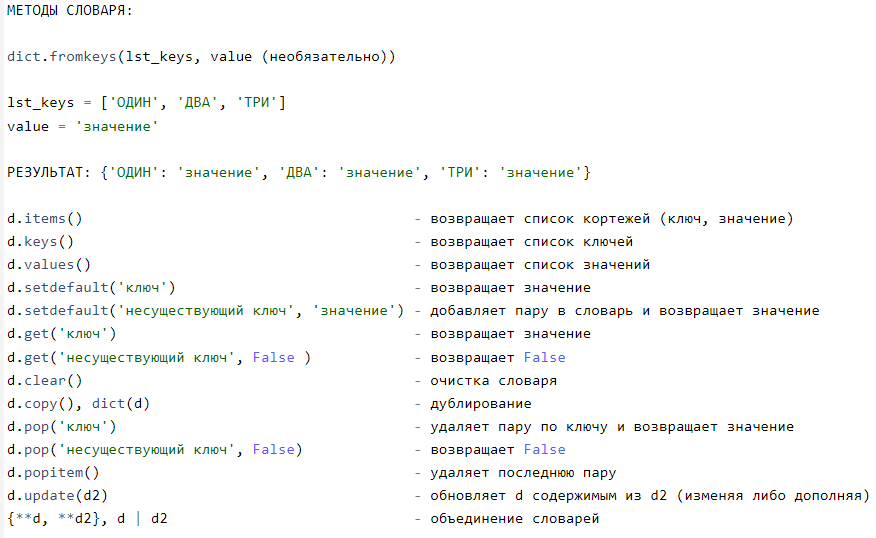 МЕТОДЫ СЛОВАРЯ:
dict.fromkeys(lst_keys, value (необязательно))
lst_keys = ['ОДИН', 'ДВА', 'ТРИ']
value = 'значение'
РЕЗУЛЬТАТ: {'ОДИН': 'значение', 'ДВА': 'значение', 'ТРИ': 'значение'}
d.items() - возвращает список кортежей (ключ, значение)
d.keys() - возвращает список ключей
d.values() - возвращает список значений
d.setdefault('ключ') - возвращает значение
d.setdefault('несуществующий ключ', 'значение') - добавляет пару в словарь и возвращает значение
d.get('ключ') - возвращает значение
d.get('несуществующий ключ', False ) - возвращает False
d.clear() - очистка словаря
d.copy(), dict(d) - дублирование
d.pop('ключ') - удаляет пару по ключу и возвращает значение
d.pop('несуществующий ключ', False) - возвращает False
d.popitem() - удаляет последнюю пару
d.update(d2) - обновляет d содержимым из d2 (изменяя либо дополняя)
{**d, **d2}, d | d2 - объединение словарей